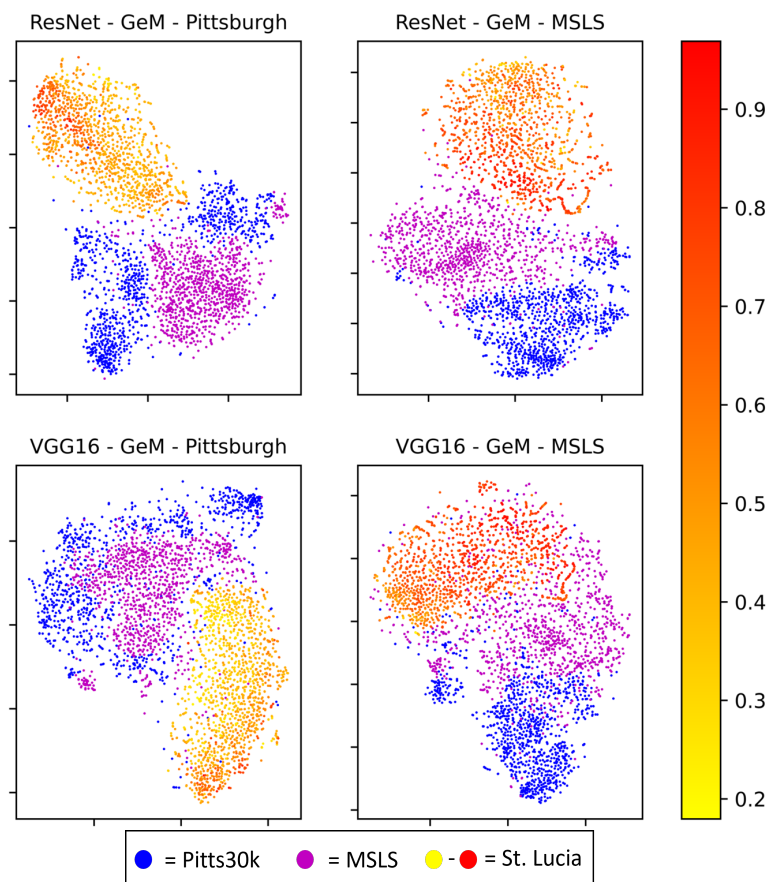 ResNet - GeM - Pittsburgh
ResNet - GeM - MSLS
0.9
0.8
0.7
0.6
0.5
0.4
0.3
0.2
VGG16 - GeM - Pittsburgh
VGG16 - GeM - MSLS
= Pitts30k = MSLS - = St. Lucia